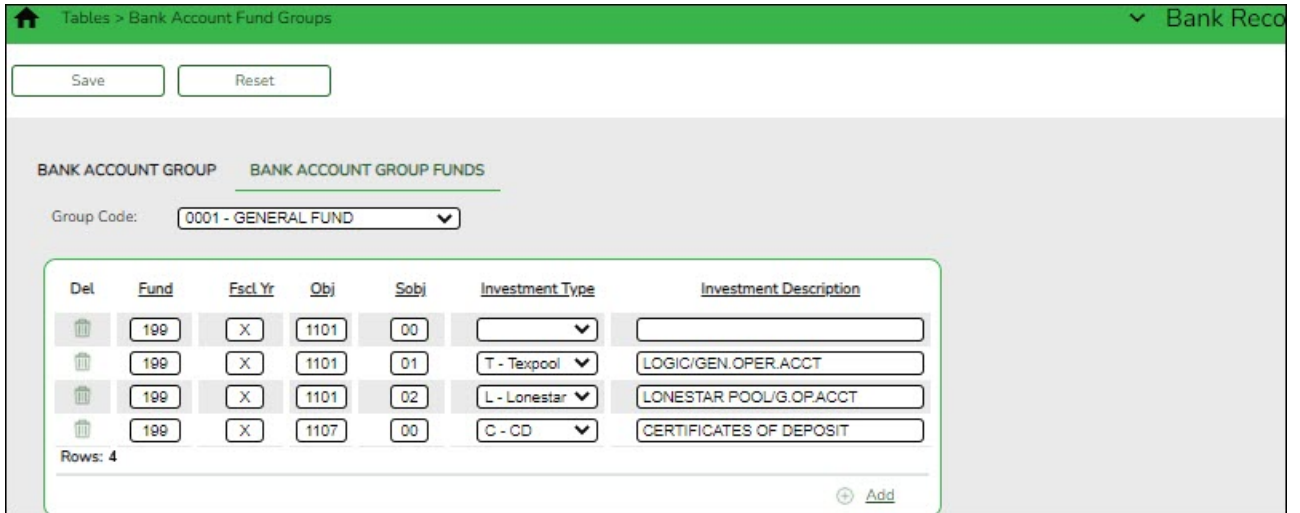 Tables > Bank Account Fund Groups Bank Reco
Save Reset
BANK ACCOUNT GROUP BANK ACCOUNT GROUP FUNDS
Group Code: 0001 - GENERAL FUND
Del Fund Fscl Yr Obj Sobj Investment Type Investment Description
199 X 1101 00
199 X 1101 01 T - Texpool LOGIC/GEN.OPER.ACCT
199 X 1101 02 L - Lonestar LONESTAR POOL/G.OP.ACCT
199 X 1107 00 C - CD CERTIFICATES OF DEPOSIT
Rows: 4
Add